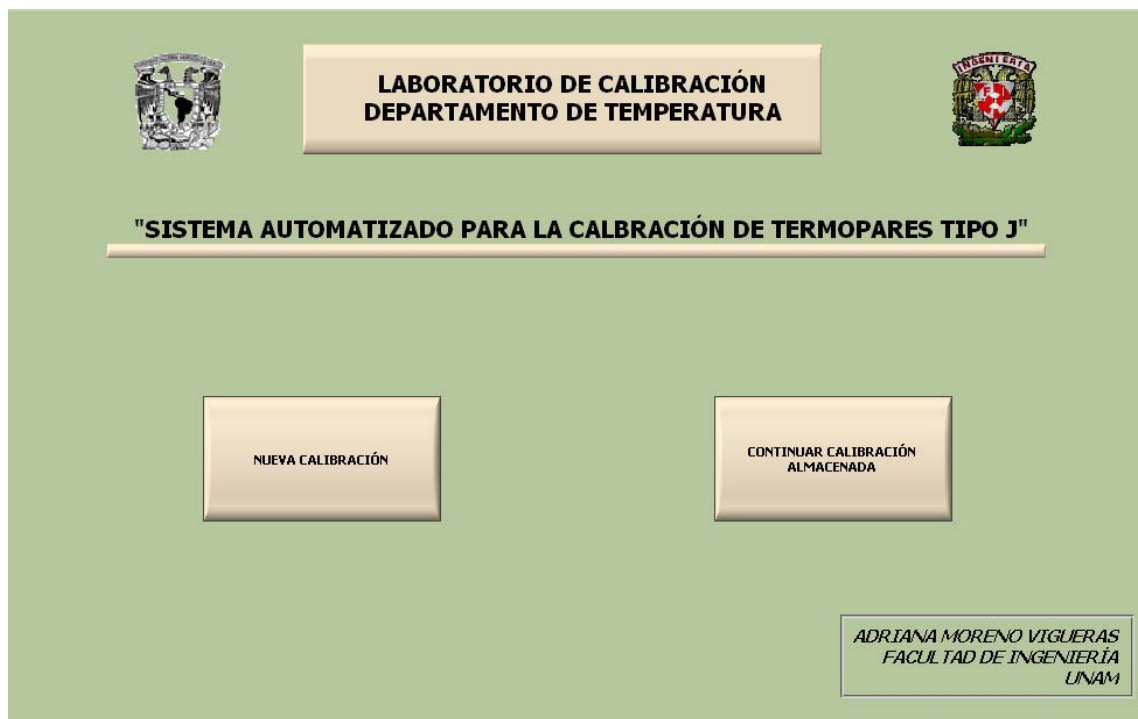 LABORATORIO DE CALIBRACIÓN
DEPARTAMENTO DE TEMPERATURA
INGENIERIA
"SISTEMA AUTOMATIZADO PARA LA CALBRACIÓN DE TERMOPARES TIPO J"
NUEVA CALIBRACIÓN
CONTINUAR CALIBRACIÓN
ALMACENADA
ADRIANA MORENO VIGUERAS
FACULTAD DE INGENIERÍA
UNAM